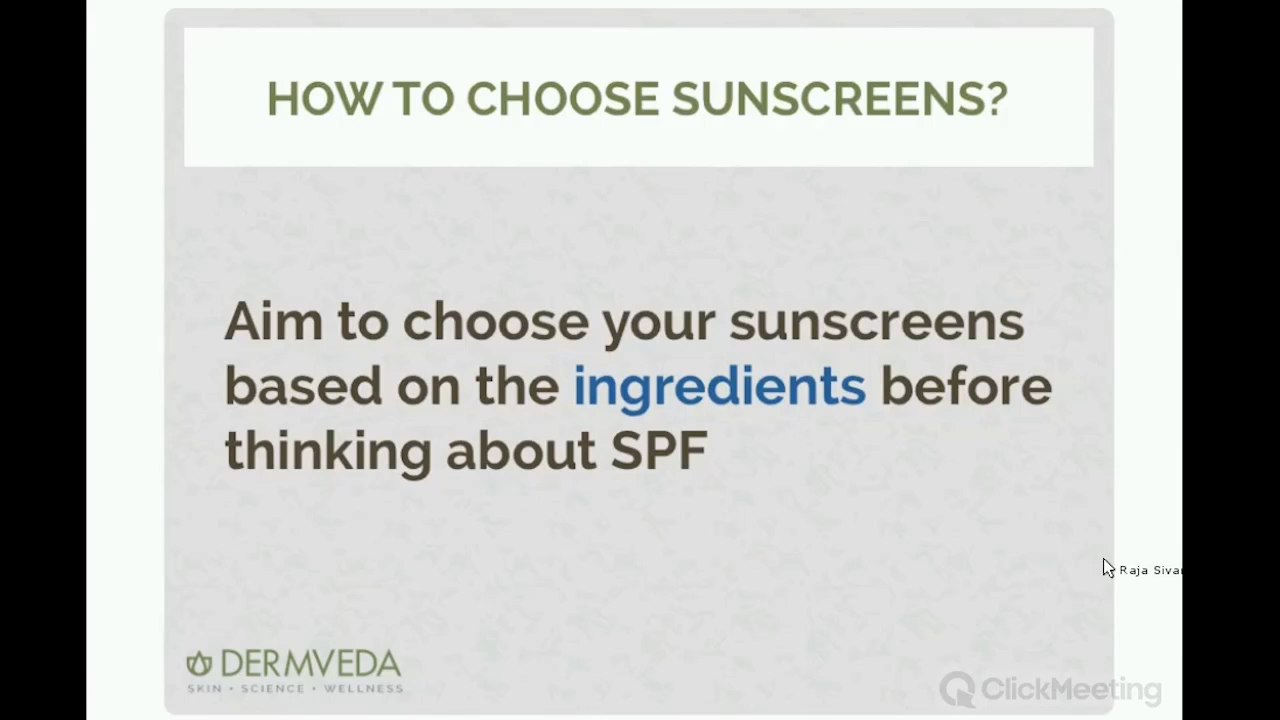 HOW TO CHOOSE SUNSCREENS?
Aim to choose your sunscreens
based on the ingredients before
thinking about SPF
Raja
DERMVEDA
SKIN • SCIENCE • WELLNESS
ClickMeeting